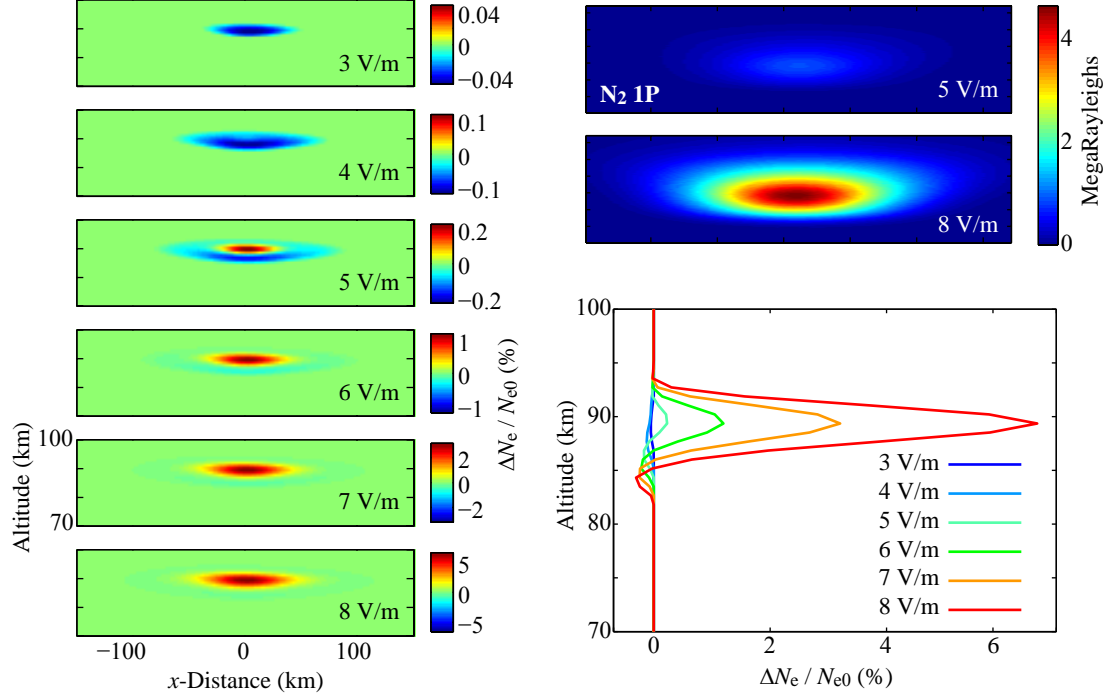 0.04
0
−0.04
3 V/m
0.1
0
−0.1
4 V/m
0.2
0
−0.2
5 V/m
1
0
−1
6 V/m
ΔNe / Ne0 (%)
100
70
Altitude (km)
2
0
−2
7 V/m
5
0
−5
8 V/m
−100
0
100
x-Distance (km)
N2 1P
5 V/m
8 V/m
4
2
0
MegaRayleighs
100
90
80
70
Altitude (km)
3 V/m
4 V/m
5 V/m
6 V/m
7 V/m
8 V/m
0
2
4
6
ΔNe / Ne0 (%)